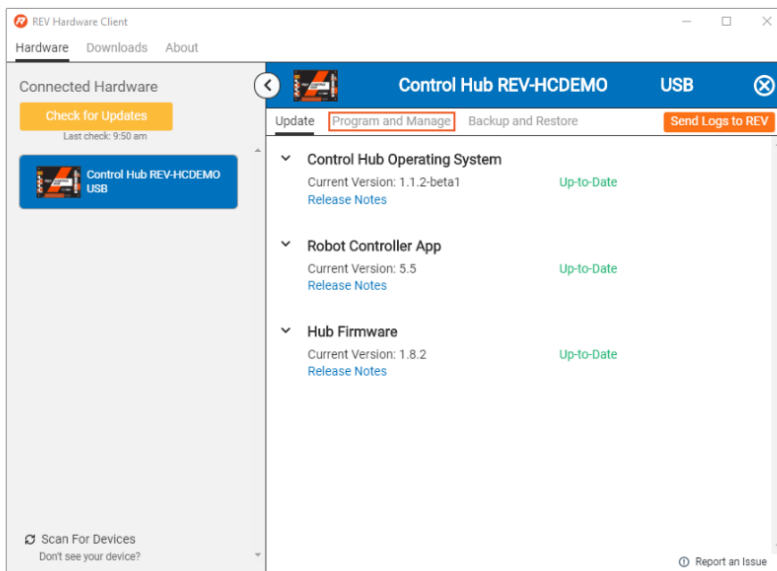 REV Hardware Client
Hardware Downloads About
Connected Hardware
Check for Updates
Last check: 9:50 am
Control Hub REV-HCDEMO
USB
Scan For Devices
Don't see your device?
Control Hub REV-HCDEMO USB
Update Program and Manage Backup and Restore Send Logs to REV
Control Hub Operating System
Current Version: 1.1.2-beta1 Up-to-Date
Release Notes
Robot Controller App
Current Version: 5.5 Up-to-Date
Release Notes
Hub Firmware
Current Version: 1.8.2 Up-to-Date
Release Notes
Report an Issue